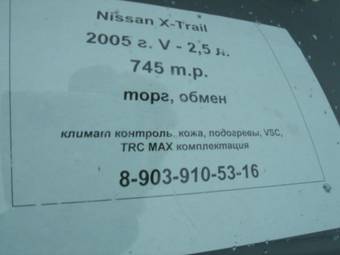 Nissan X-Trail
2005 г. V - 2,5 л.
745 т.р.
торг, обмен
климат контроль, кожа, подогревы, VSC,
TRC MAX комплектация
8-903-910-53-16